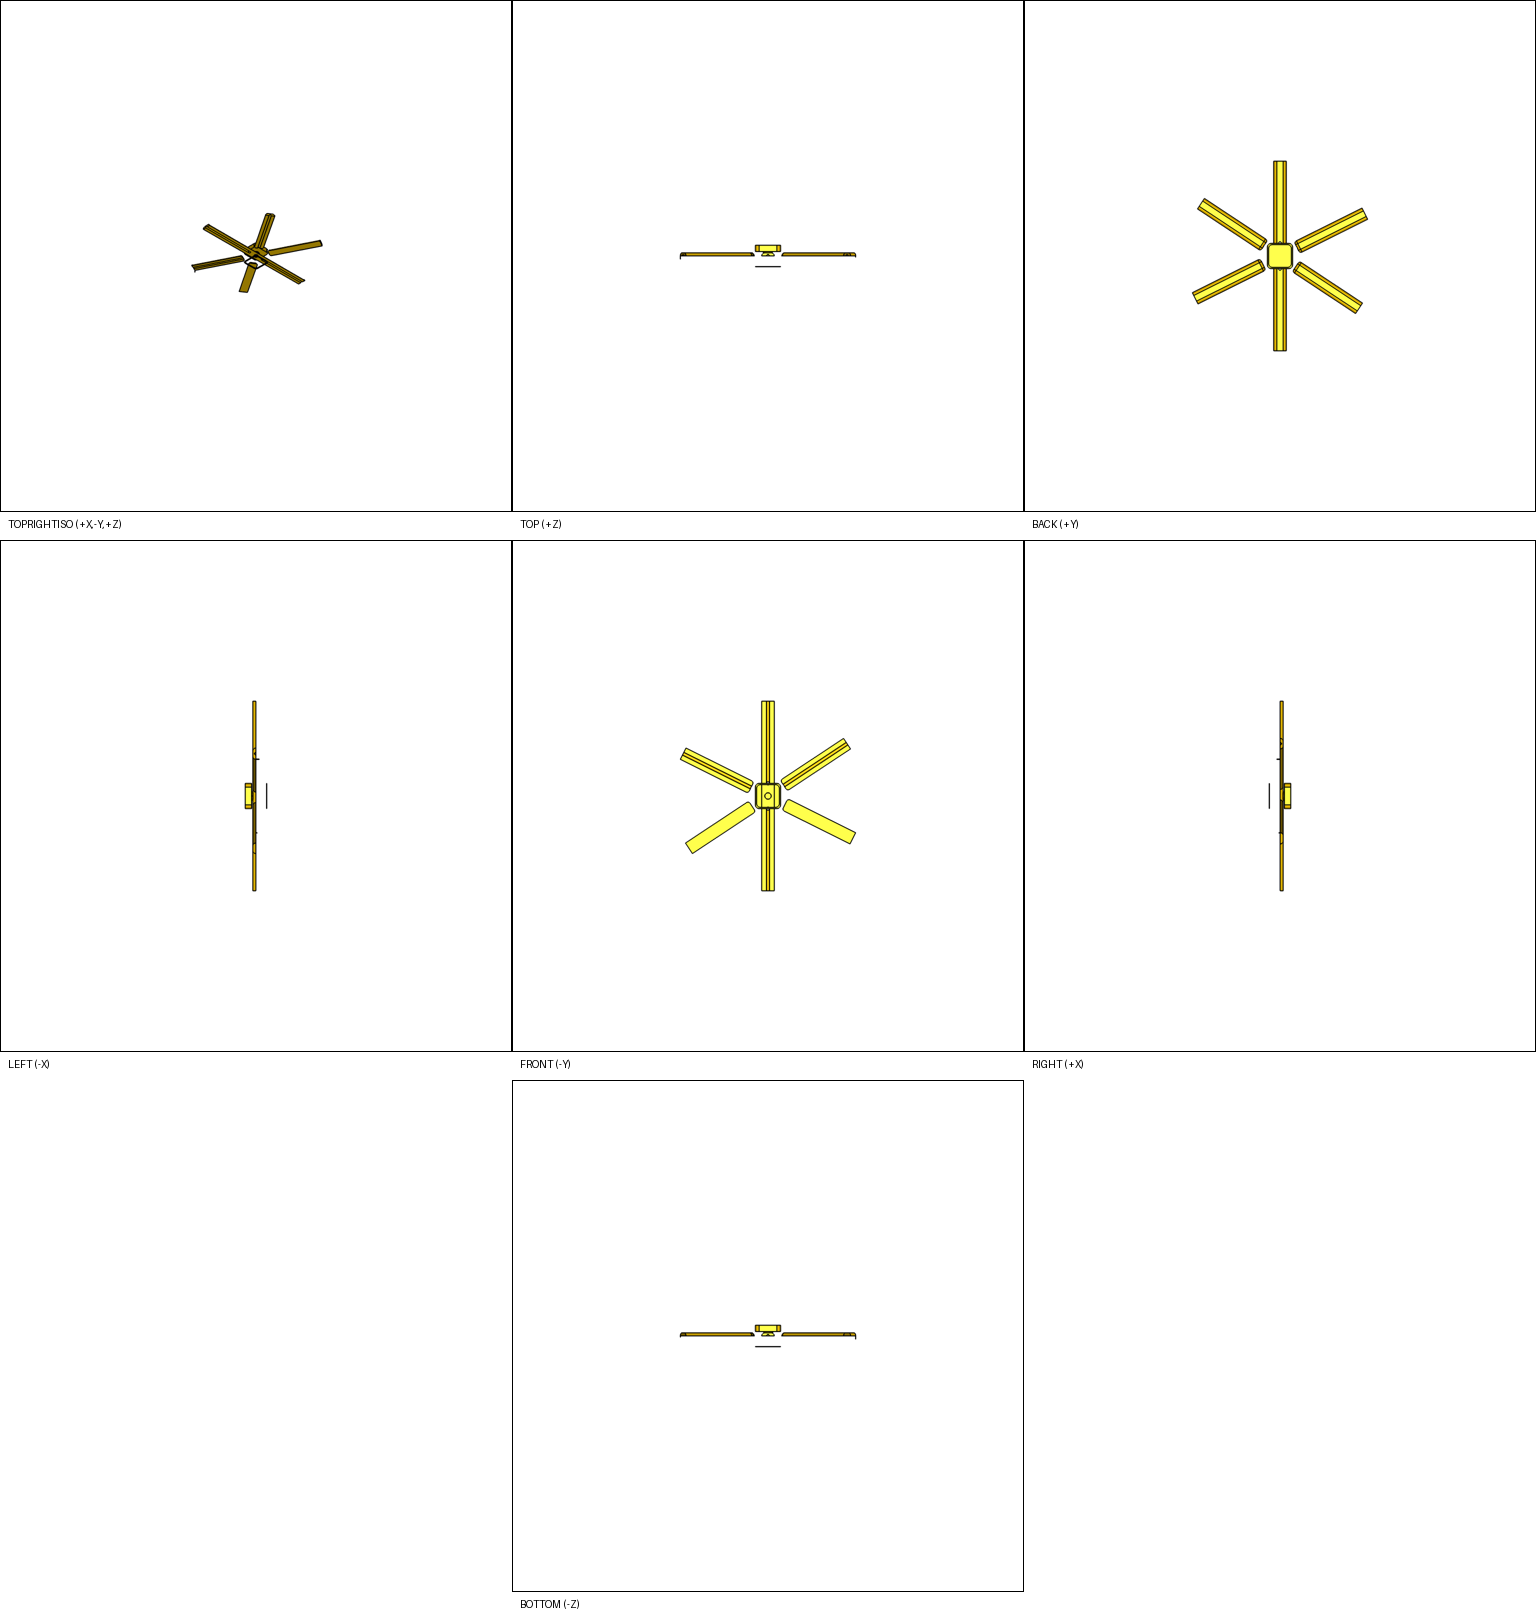 TOPRIGHTISO (+X,-Y,+Z)
TOP (+Z)
BACK (+Y)
LEFT (-X)
FRONT (-Y)
RIGHT (+X)
BOTTOM (-Z)